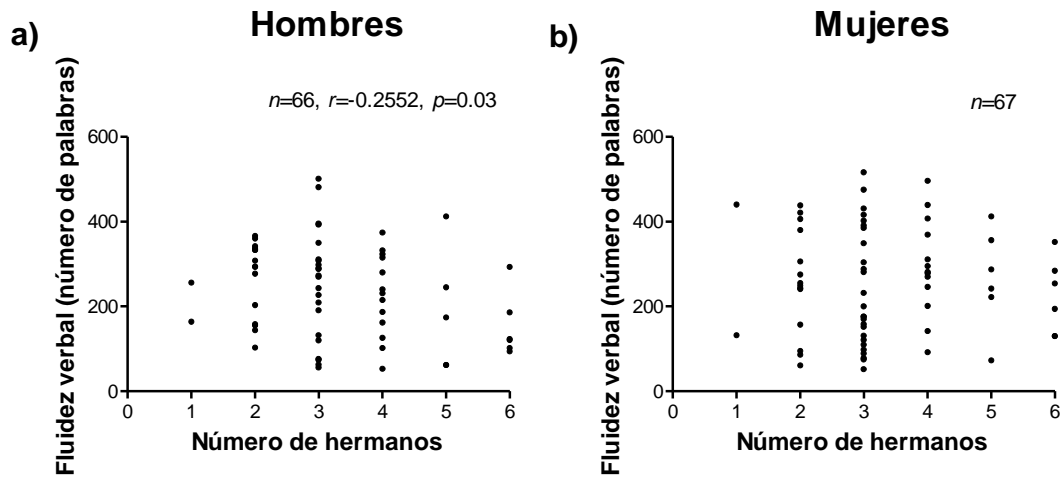 a)
Hombres
n=66, r=-0.2552, p=0.03
Fluidez verbal (número de palabras)
600
400
200
0
0 1 2 3 4 5 6
Número de hermanos
b)
Mujeres
n=67
Fluidez verbal (número de palabras)
600
400
200
0
0 1 2 3 4 5 6
Número de hermanos